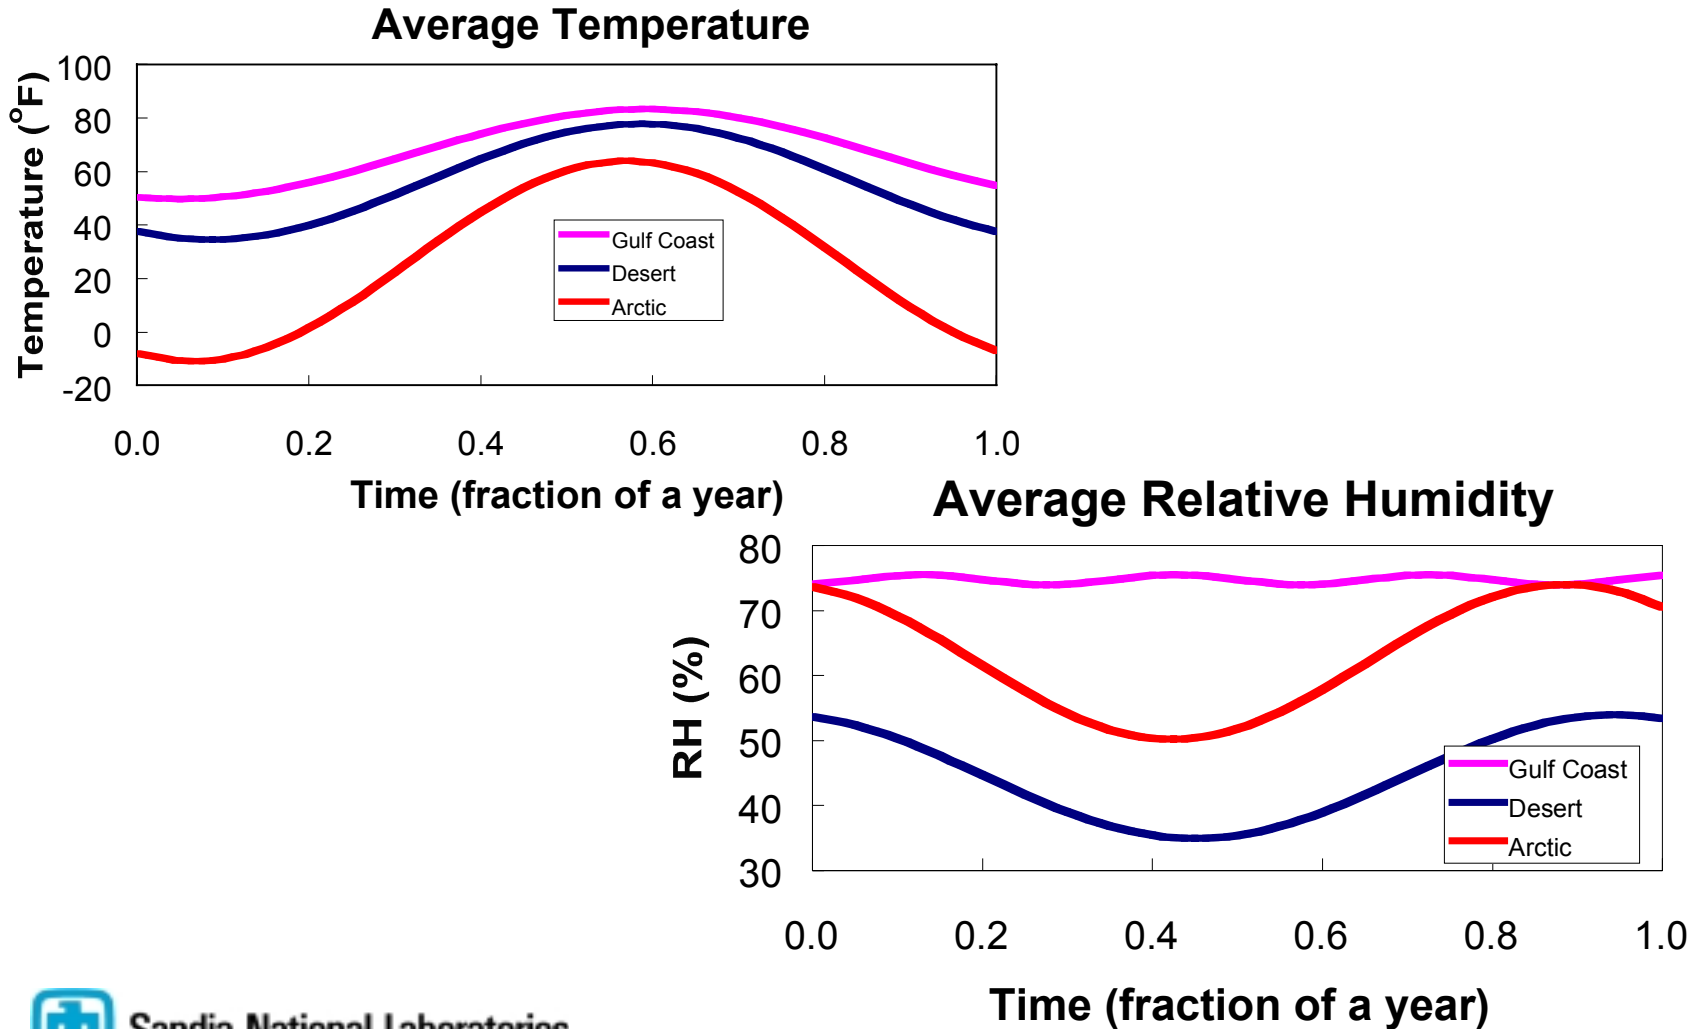 Average Temperature
Temperature (°F)
100
80
60
40
20
0
-20
Gulf Coast
Desert
Arctic
0.0 0.2 0.4 0.6 0.8 1.0
Time (fraction of a year)
Average Relative Humidity
RH (%)
80
70
60
50
40
30
Gulf Coast
Desert
Arctic
0.0 0.2 0.4 0.6 0.8 1.0
Time (fraction of a year)
Sandia National Laboratories